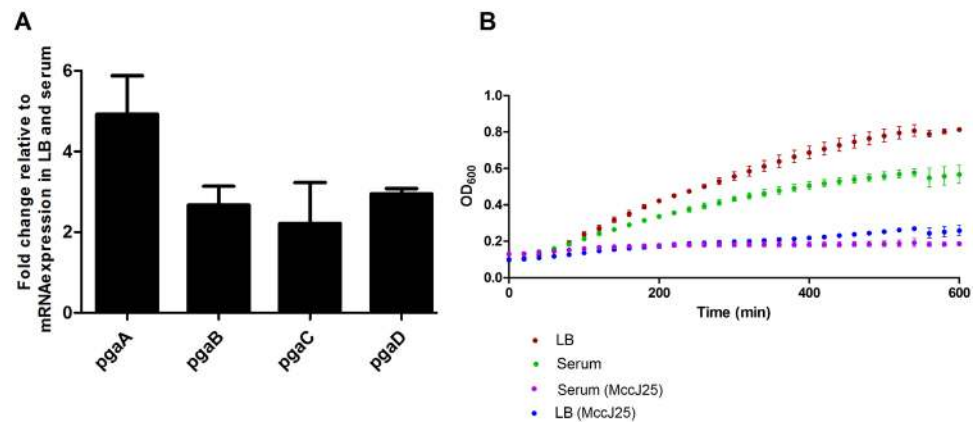 A
Fold change relative to
mRNAexpression in LB and serum
6
4
2
0
pgaA
pgaB
pgaC
pgaD
B
OD600
1.0
0.8
0.6
0.4
0.2
0.0
0
200
400
600
Time (min)
LB
Serum
Serum (MccJ25)
LB (MccJ25)